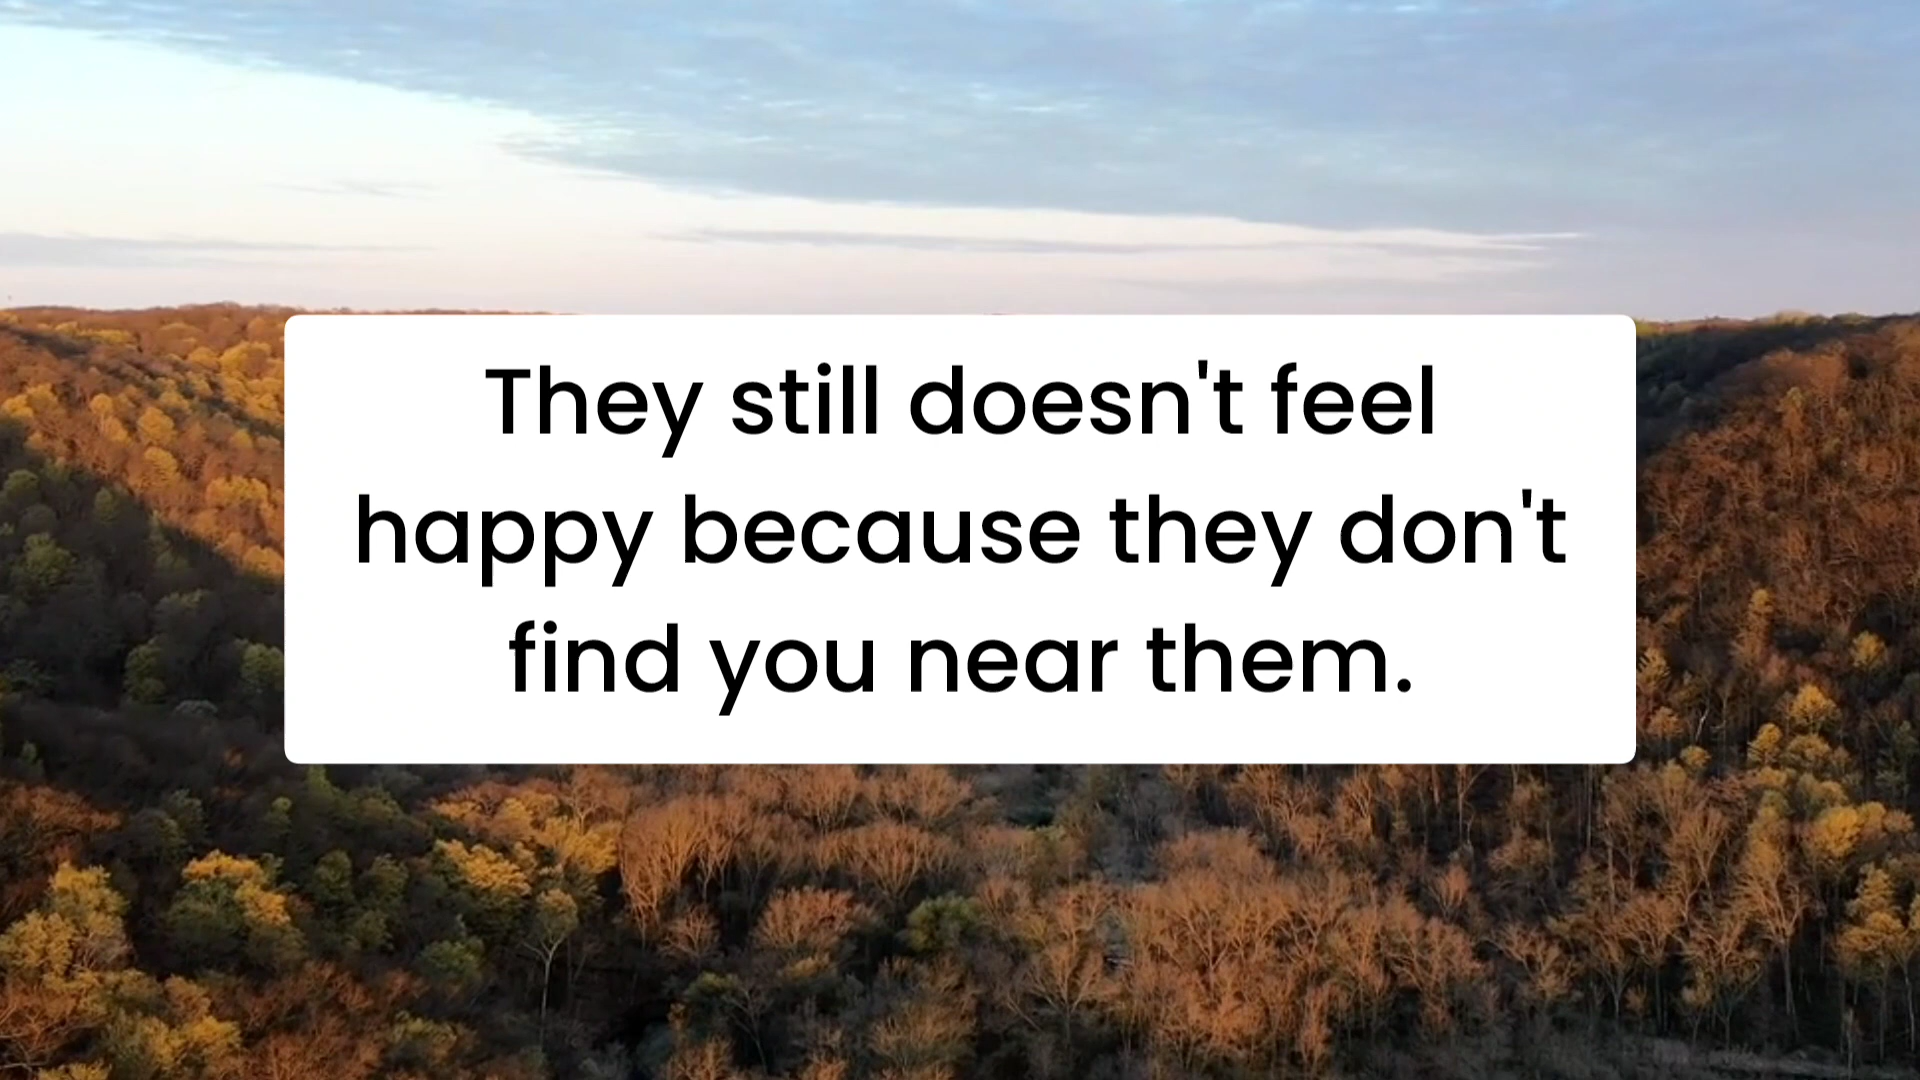 They still doesn't feel
happy because they don't
find you near them.